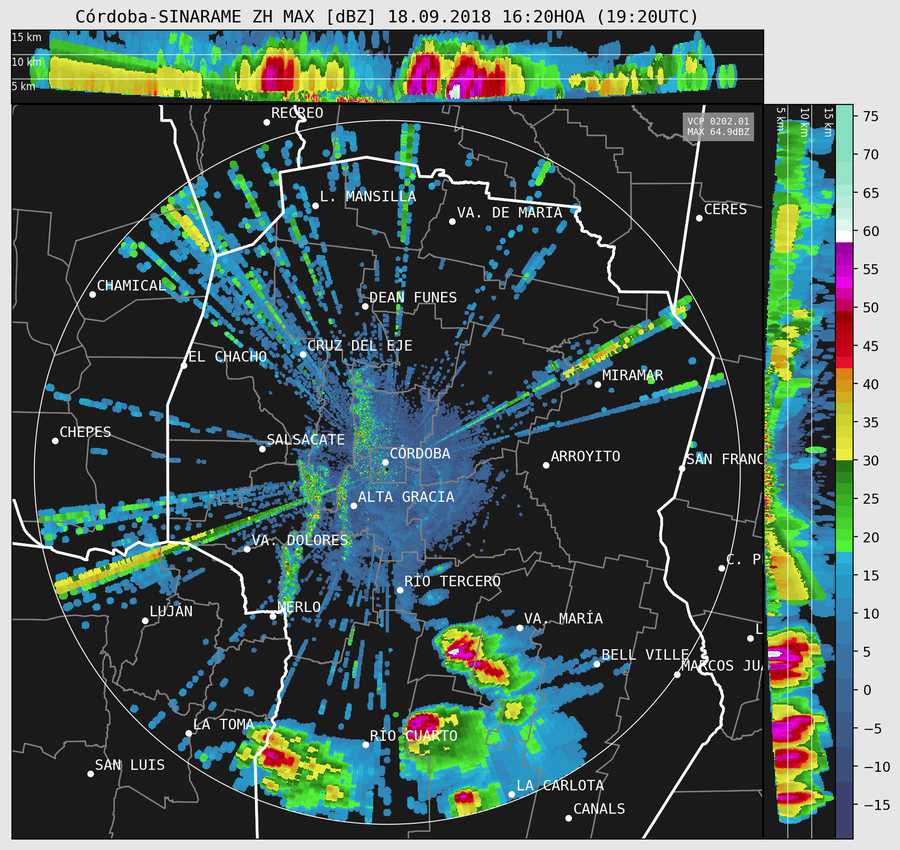 Córdoba-SINARAME ZH MAX [dBZ] 18.09.2018 16:20HOA (19:20UTC)
15 km
10 km
5 km
RECREO
VCP 0202.01
MAX 64.9dBZ
5 km
10 km
15 km
75
70
65
60
55
50
45
40
35
30
25
20
15
10
5
0
−5
−10
−15
L. MANSILLA
VA. DE MARIA
CERES
CHAMICAL
DEAN FUNES
CRUZ DEL EJE
EL CHACHO
MIRAMAR
CHEPES
SALSACATE
CÓRDOBA
ARROYITO
SAN FRANC
ALTA GRACIA
VA. DOLORES
C. P
RÍO TERCERO
LUJAN
MERLO
VA. MARÍA
L
BELL VILLE
MARCOS JU
LA TOMA
RÍO CUARTO
SAN LUIS
LA CARLOTA
CANALS